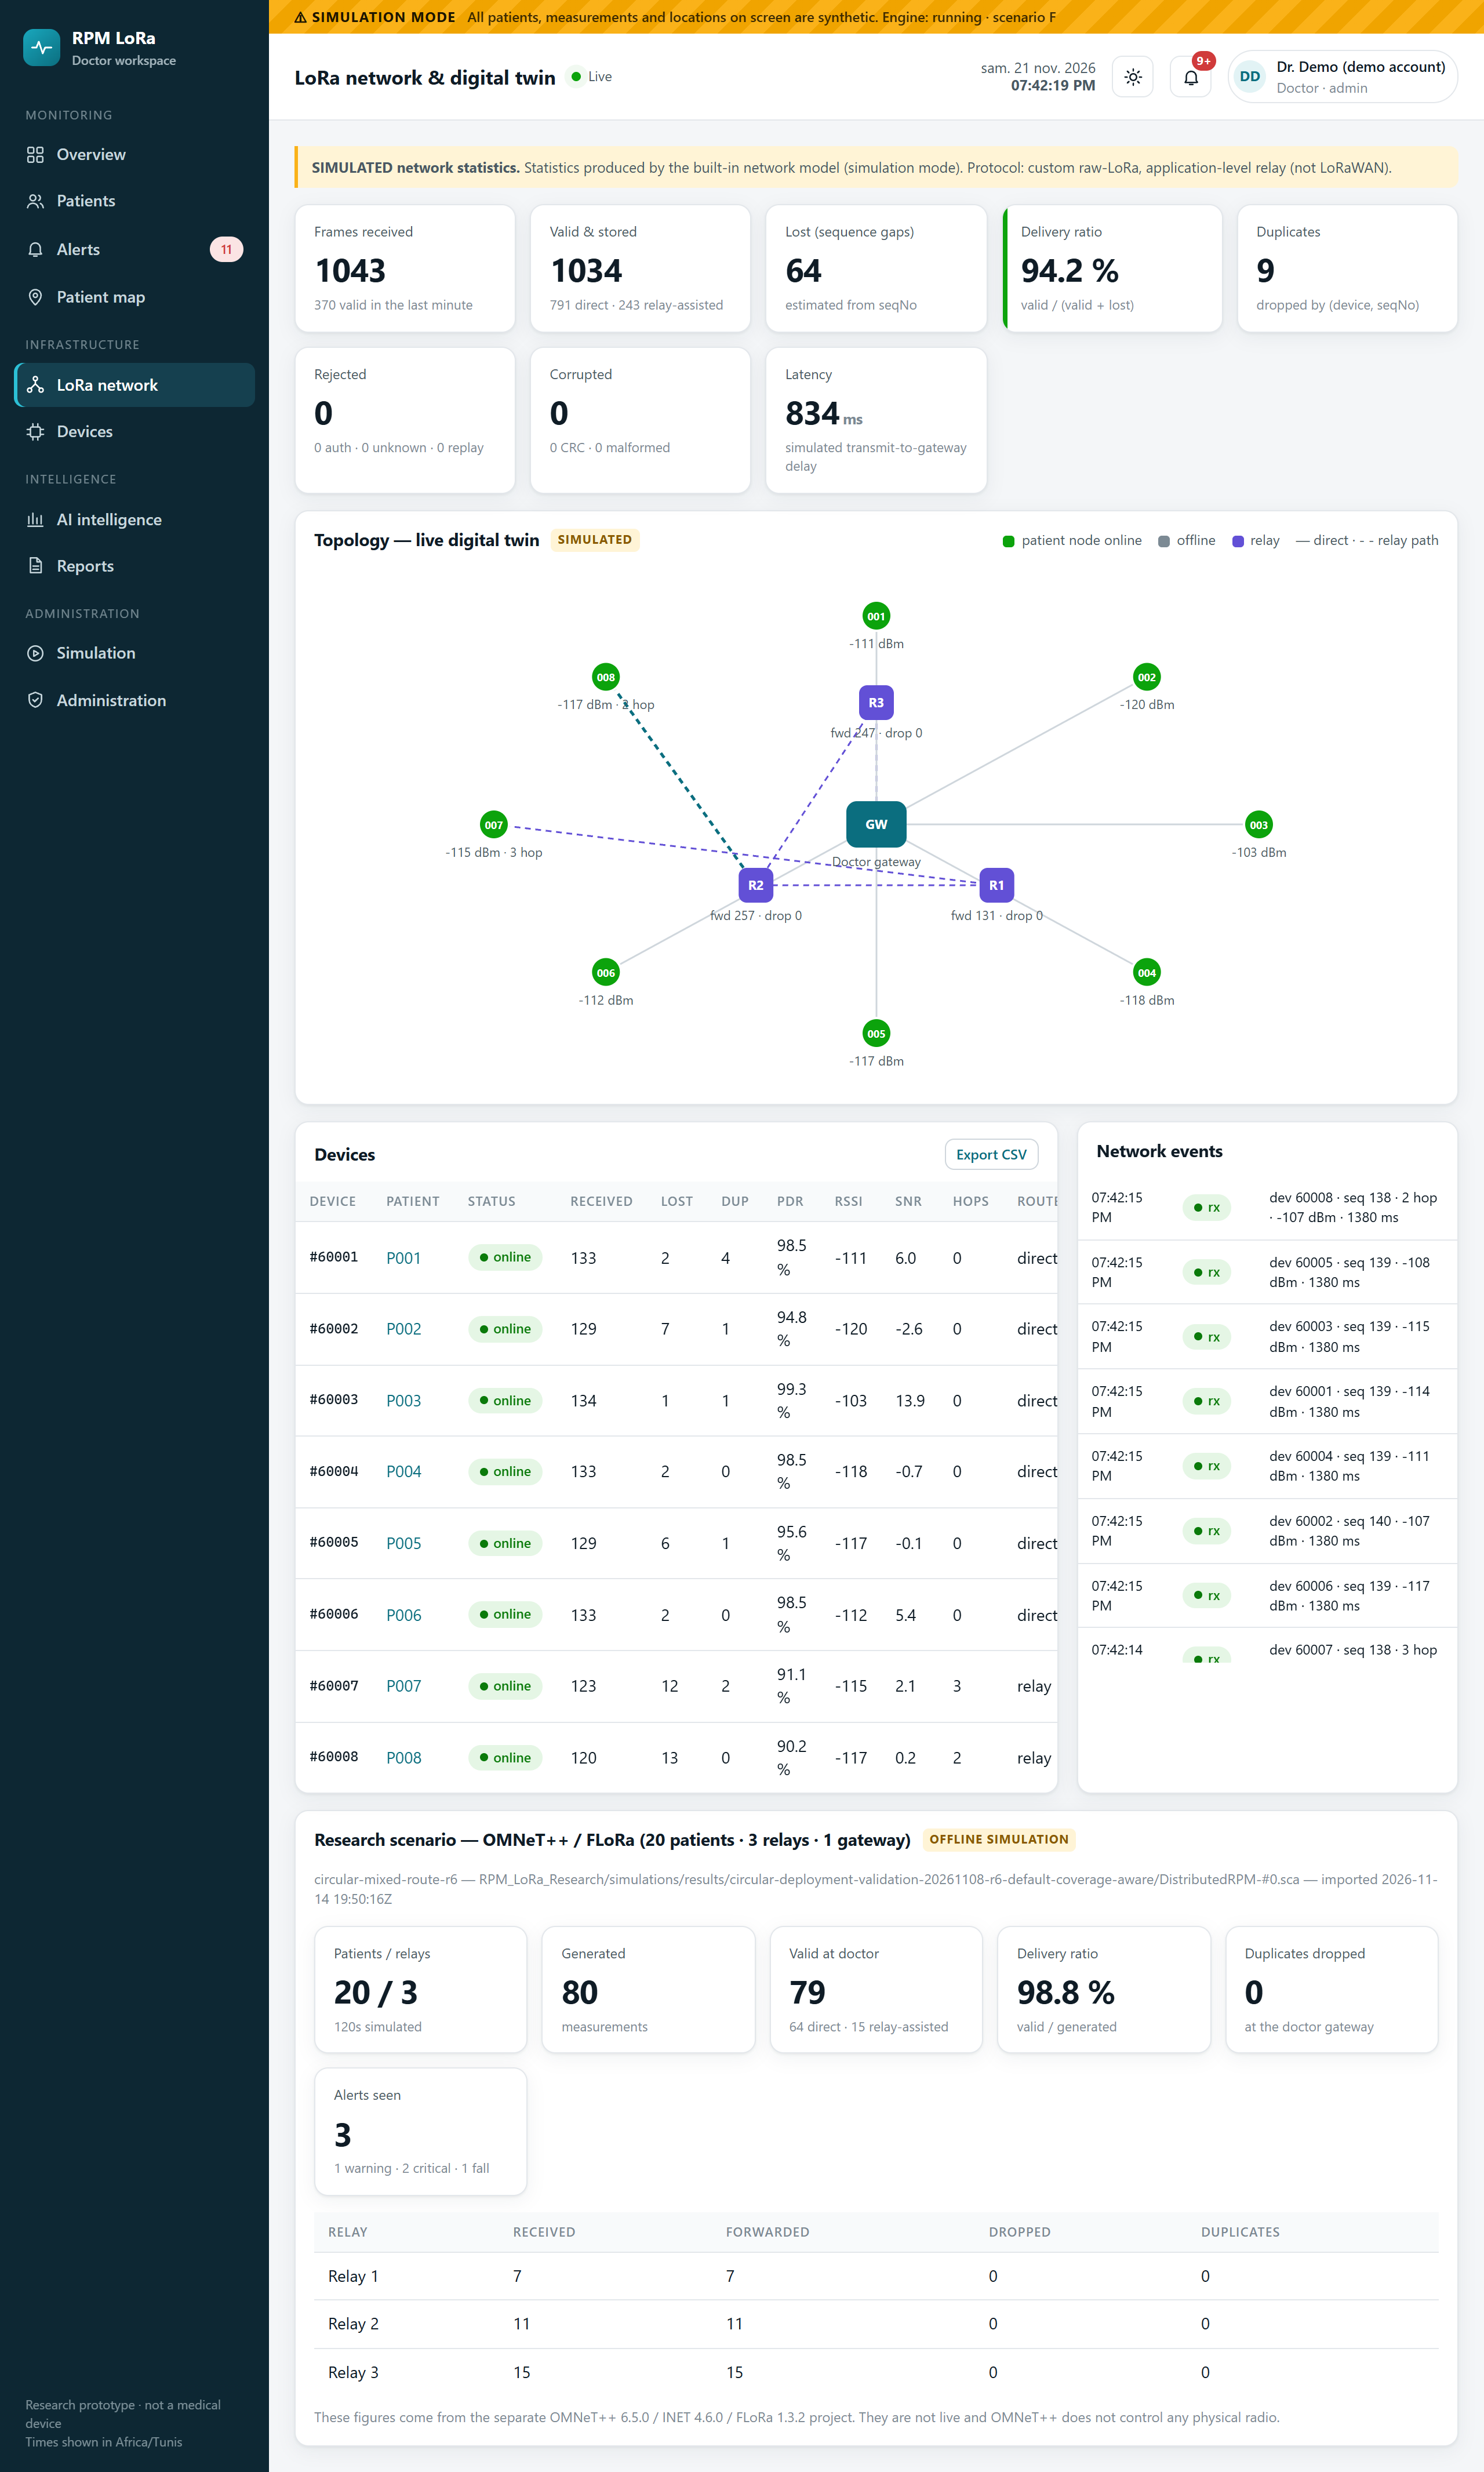 RPM LoRa
Doctor workspace
MONITORING
Overview
Patients
Alerts 11
Patient map
INFRASTRUCTURE
LoRa network
Devices
INTELLIGENCE
AI intelligence
Reports
ADMINISTRATION
Simulation
Administration
Research prototype · not a medical
device
Times shown in Africa/Tunis
⚠ SIMULATION MODE All patients, measurements and locations on screen are synthetic. Engine: running · scenario F
LoRa network & digital twin Live
sam. 21 nov. 2026
07:42:19 PM
9+
DD
Dr. Demo (demo account)
Doctor · admin
SIMULATED network statistics. Statistics produced by the built-in network model (simulation mode). Protocol: custom raw-LoRa, application-level relay (not LoRaWAN).
Frames received
1043
370 valid in the last minute
Valid & stored
1034
791 direct · 243 relay-assisted
Lost (sequence gaps)
64
estimated from seqNo
Delivery ratio
94.2 %
valid / (valid + lost)
Duplicates
9
dropped by (device, seqNo)
Rejected
0
0 auth · 0 unknown · 0 replay
Corrupted
0
0 CRC · 0 malformed
Latency
834 ms
simulated transmit-to-gateway
delay
Topology — live digital twin SIMULATED
patient node online offline relay — direct · - - relay path
001
-111 dBm
008
-117 dBm · 2 hop
002
-120 dBm
R3
fwd 247 · drop 0
007
-115 dBm · 3 hop
GW
Doctor gateway
003
-103 dBm
R2
fwd 257 · drop 0
R1
fwd 131 · drop 0
006
-112 dBm
004
-118 dBm
005
-117 dBm
Devices
Export CSV
DEVICE PATIENT STATUS RECEIVED LOST DUP PDR RSSI SNR HOPS ROUTE
#60001 P001 online 133 2 4 98.5 % -111 6.0 0 direct
#60002 P002 online 129 7 1 94.8 % -120 -2.6 0 direct
#60003 P003 online 134 1 1 99.3 % -103 13.9 0 direct
#60004 P004 online 133 2 0 98.5 % -118 -0.7 0 direct
#60005 P005 online 129 6 1 95.6 % -117 -0.1 0 direct
#60006 P006 online 133 2 0 98.5 % -112 5.4 0 direct
#60007 P007 online 123 12 2 91.1 % -115 2.1 3 relay
#60008 P008 online 120 13 0 90.2 % -117 0.2 2 relay
Network events
07:42:15 PM rx dev 60008 · seq 138 · 2 hop
· -107 dBm · 1380 ms
07:42:15 PM rx dev 60005 · seq 139 · -108
dBm · 1380 ms
07:42:15 PM rx dev 60003 · seq 139 · -115
dBm · 1380 ms
07:42:15 PM rx dev 60001 · seq 139 · -114
dBm · 1380 ms
07:42:15 PM rx dev 60004 · seq 139 · -111
dBm · 1380 ms
07:42:15 PM rx dev 60002 · seq 140 · -107
dBm · 1380 ms
07:42:15 PM rx dev 60006 · seq 139 · -117
dBm · 1380 ms
07:42:14 rx dev 60007 · seq 138 · 3 hop
Research scenario — OMNeT++ / FLoRa (20 patients · 3 relays · 1 gateway) OFFLINE SIMULATION
circular-mixed-route-r6 — RPM_LoRa_Research/simulations/results/circular-deployment-validation-20261108-r6-default-coverage-aware/DistributedRPM-#0.sca — imported 2026-11-
14 19:50:16Z
Patients / relays
20 / 3
120s simulated
Generated
80
measurements
Valid at doctor
79
64 direct · 15 relay-assisted
Delivery ratio
98.8 %
valid / generated
Duplicates dropped
0
at the doctor gateway
Alerts seen
3
1 warning · 2 critical · 1 fall
RELAY RECEIVED FORWARDED DROPPED DUPLICATES
Relay 1 7 7 0 0
Relay 2 11 11 0 0
Relay 3 15 15 0 0
These figures come from the separate OMNeT++ 6.5.0 / INET 4.6.0 / FLoRa 1.3.2 project. They are not live and OMNeT++ does not control any physical radio.